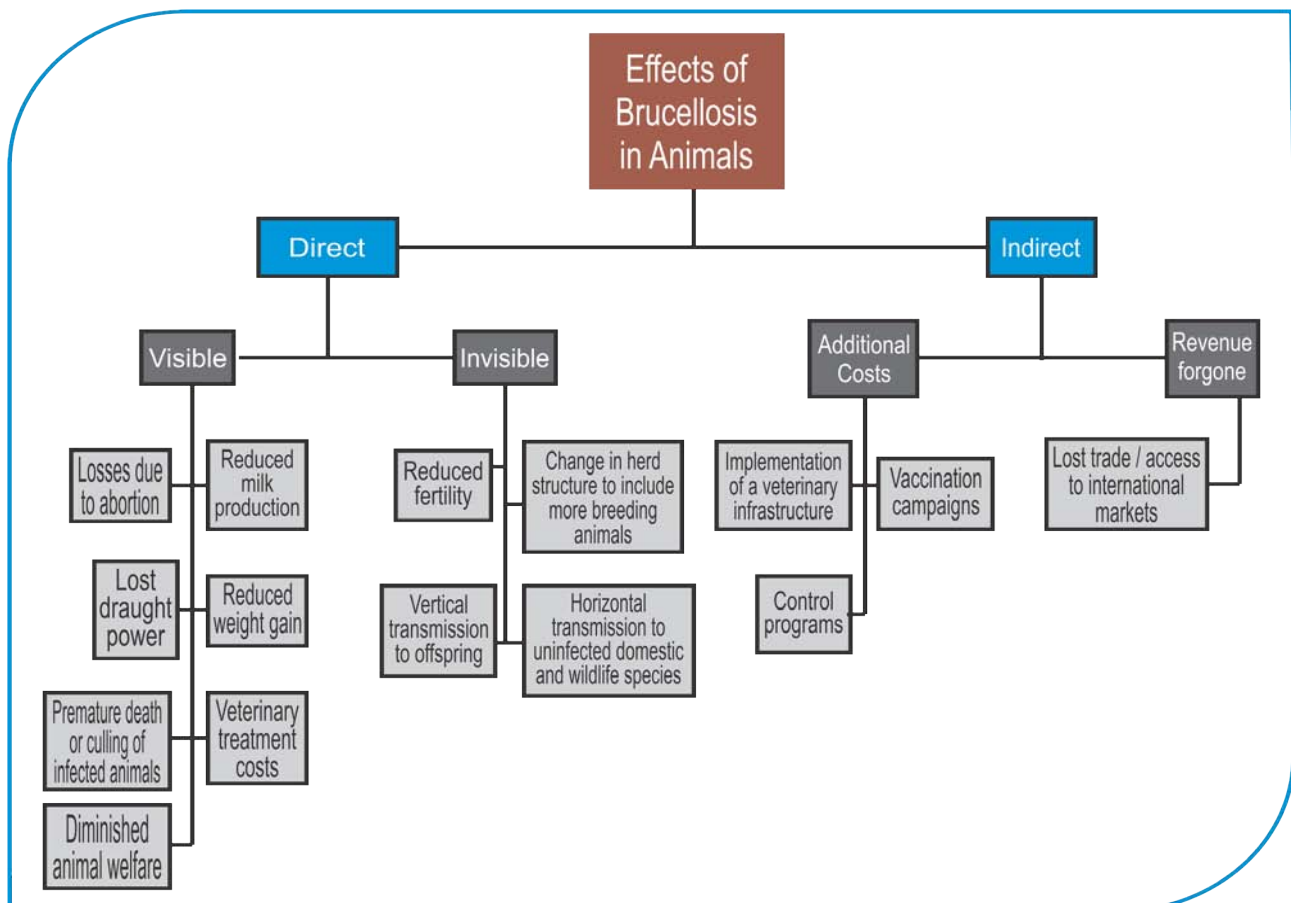 Effects of
Brucellosis
in Animals
Direct
Indirect
Visible
Invisible
Additional
Costs
Revenue
forgone
Losses due
to abortion
Reduced
milk
production
Lost
draught
power
Reduced
weight gain
Premature death
or culling of
infected animals
Veterinary
treatment
costs
Diminished
animal welfare
Reduced
fertility
Change in herd
structure to include
more breeding
animals
Vertical
transmission
to offspring
Horizontal
transmission to
uninfected domestic
and wildlife species
Implementation
of a veterinary
infrastructure
Vaccination
campaigns
Control
programs
Lost trade / access
to international
markets